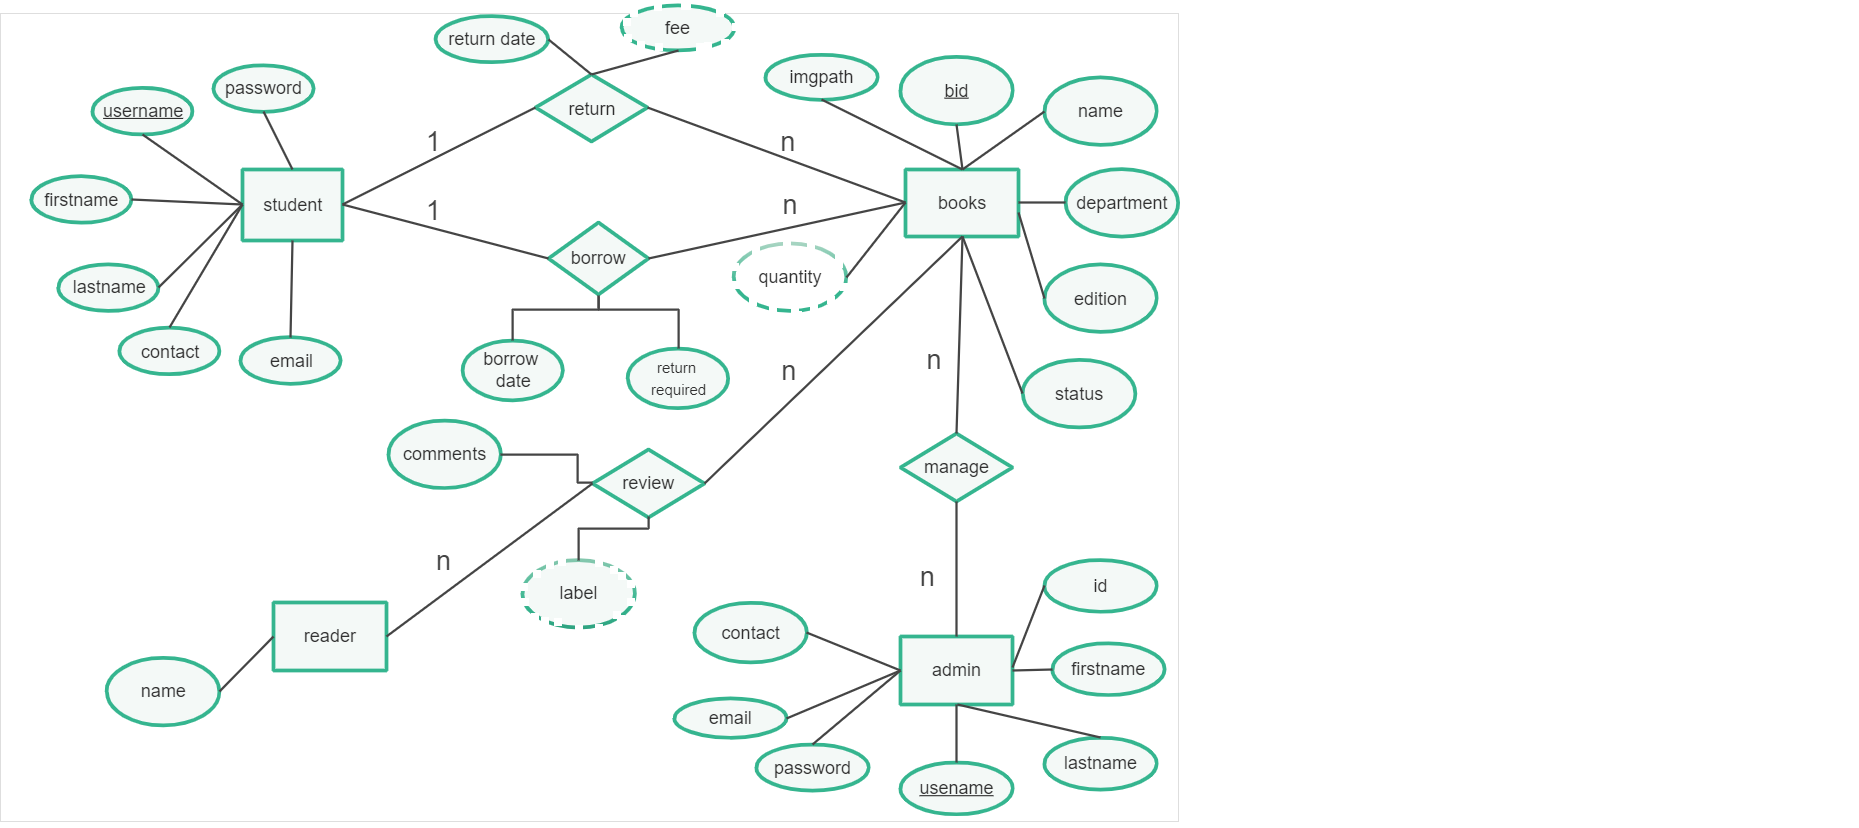 fee
return date
imgpath
bid
password
username
name
return
1
n
firstname
student
books
department
1
n
borrow
quantity
lastname
edition
contact
email
borrow
date
return
required
n
n
status
comments
manage
review
n
n
label
id
reader
contact
admin
firstname
name
email
password
lastname
usename